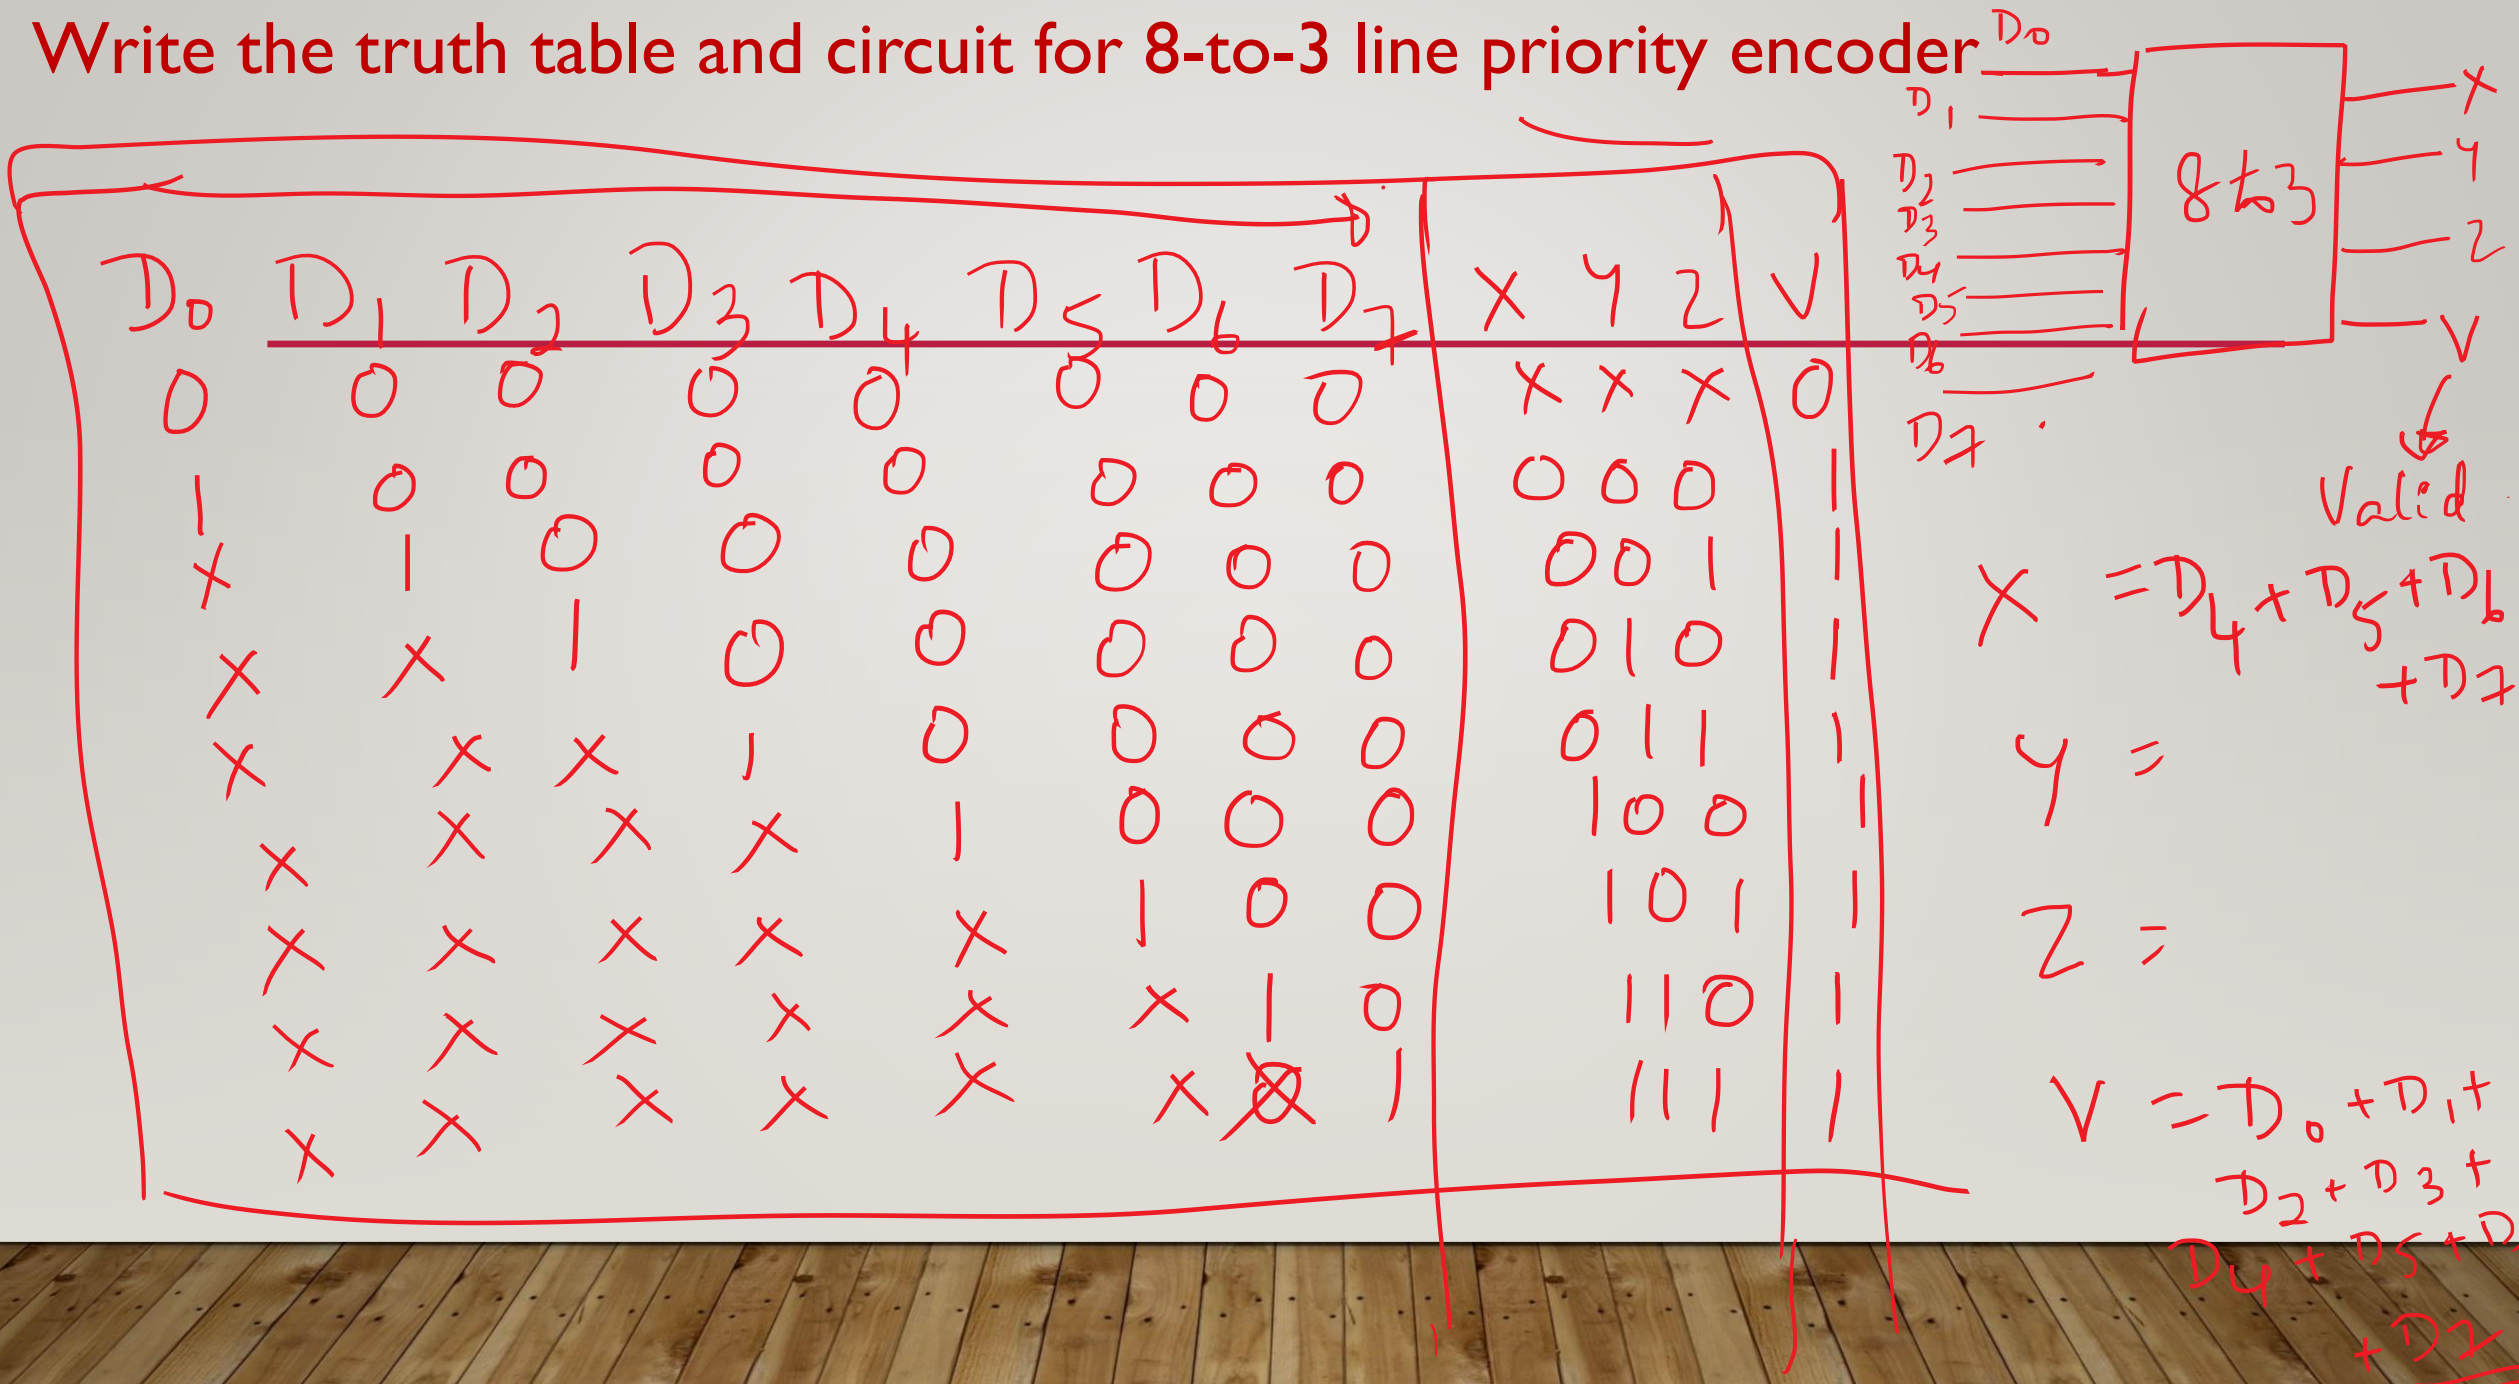 Write the truth table and circuit for 8-to-3 line priority encoder
D0
D1
D2
D3
D4
D5
D6
D7
8to3
X
Y
Z
V
Valid
D0 D1 D2 D3 D4 D5 D6 D7 X Y Z V
0 0 0 0 0 0 0 0 X X X 0
1 0 0 0 0 0 0 0 0 0 0 1
X 1 0 0 0 0 0 0 0 0 1 1
X X 1 0 0 0 0 0 0 1 0 1
X X X 1 0 0 0 0 0 1 1 1
X X X X 1 0 0 0 1 0 0 1
X X X X X 1 0 0 1 0 1 1
X X X X X X 1 0 1 1 0 1
X X X X X X X 1 1 1 1 1
X = D4 + D5 + D6
+ D7
Y =
Z =
V = D0 + D1 +
D2 + D3 +
D4 + D5 + D
+ D7